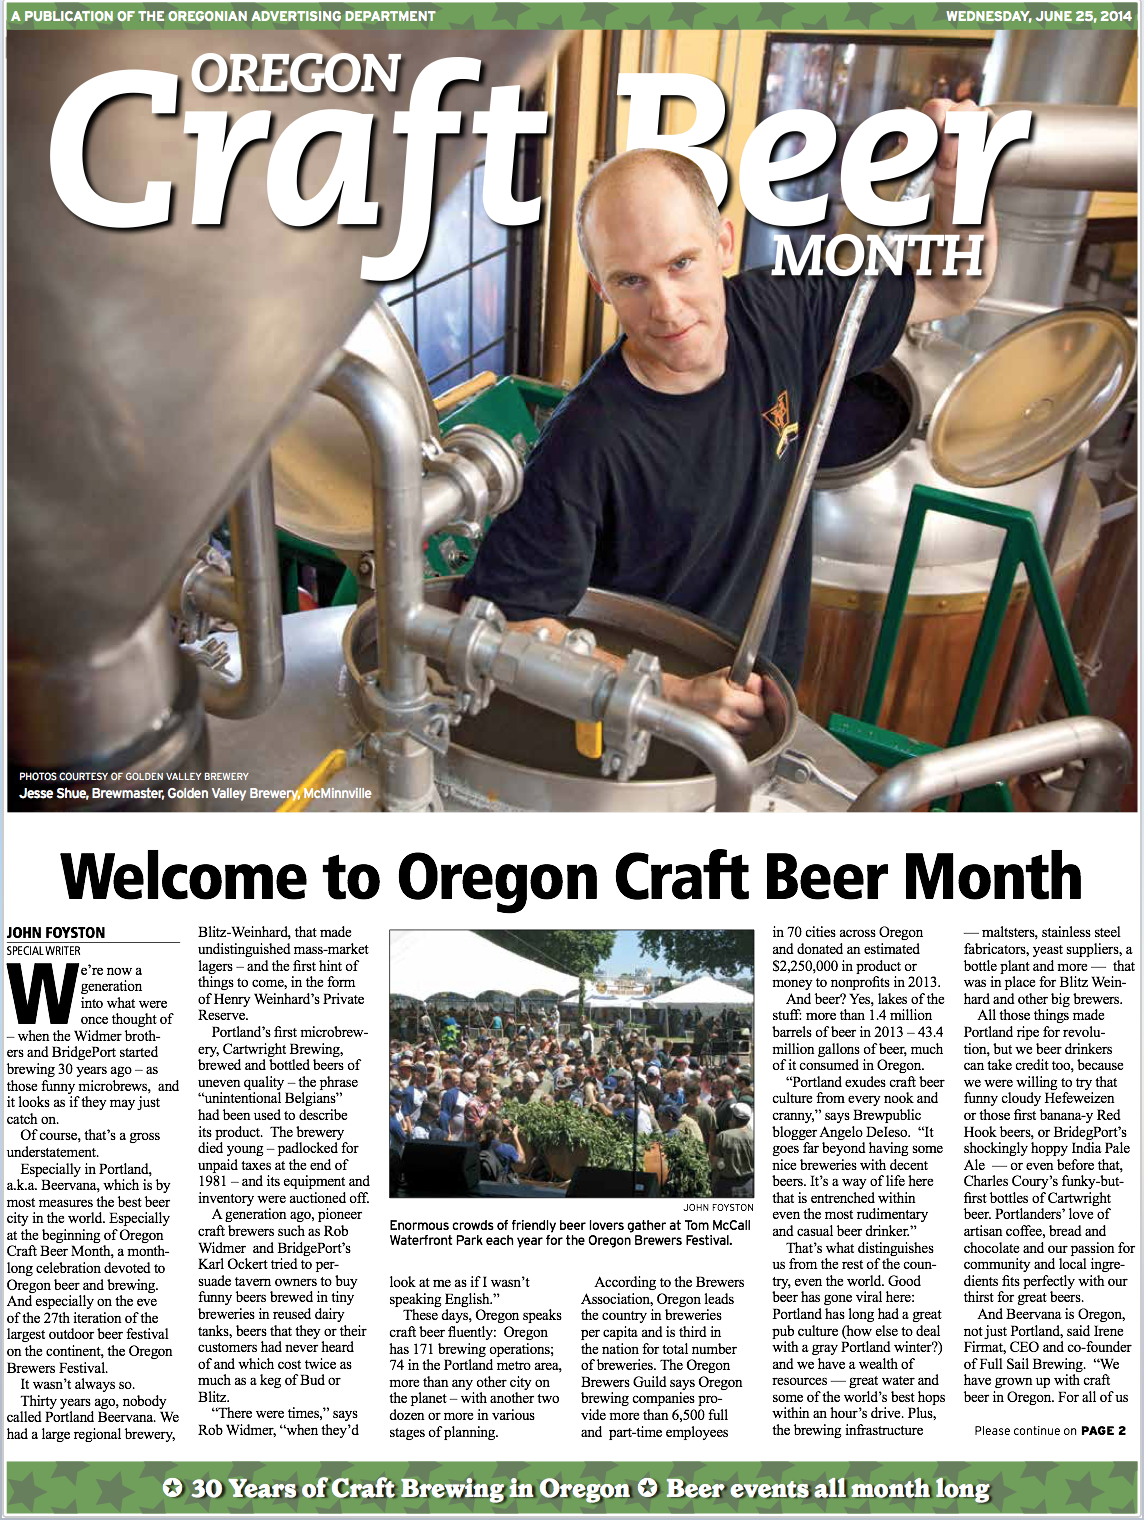 A PUBLICATION OF THE OREGONIAN ADVERTISING DEPARTMENT
WEDNESDAY, JUNE 25, 2014
OREGON
Craft Beer
MONTH
PHOTOS COURTESY OF GOLDEN VALLEY BREWERY
Jesse Shue, Brewmaster, Golden Valley Brewery, McMinnville
Welcome to Oregon Craft Beer Month
JOHN FOYSTON
SPECIAL WRITER
We're now a
generation
into what were
once thought of
– when the Widmer broth-
ers and BridgePort started
brewing 30 years ago – as
those funny microbrews, and
it looks as if they may just
catch on.
Of course, that's a gross
understatement.
Especially in Portland,
a.k.a. Beervana, which is by
most measures the best beer
city in the world. Especially
at the beginning of Oregon
Craft Beer Month, a month-
long celebration devoted to
Oregon beer and brewing.
And especially on the eve
of the 27th iteration of the
largest outdoor beer festival
on the continent, the Oregon
Brewers Festival.
It wasn't always so.
Thirty years ago, nobody
called Portland Beervana. We
had a large regional brewery,
Blitz-Weinhard, that made
undistinguished mass-market
lagers – and the first hint of
things to come, in the form
of Henry Weinhard's Private
Reserve.
Portland's first microbrew-
ery, Cartwright Brewing,
brewed and bottled beers of
uneven quality – the phrase
"unintentional Belgians"
had been used to describe
its product. The brewery
died young – padlocked for
unpaid taxes at the end of
1981 – and its equipment and
inventory were auctioned off.
A generation ago, pioneer
craft brewers such as Rob
Widmer and BridgePort's
Karl Ockert tried to per-
suade tavern owners to buy
funny beers brewed in tiny
breweries in reused dairy
tanks, beers that they or their
customers had never heard
of and which cost twice as
much as a keg of Bud or
Blitz.
"There were times," says
Rob Widmer, "when they'd
JOHN FOYSTON
Enormous crowds of friendly beer lovers gather at Tom McCall
Waterfront Park each year for the Oregon Brewers Festival.
look at me as if I wasn't
speaking English."
These days, Oregon speaks
craft beer fluently: Oregon
has 171 brewing operations;
74 in the Portland metro area,
more than any other city on
the planet – with another two
dozen or more in various
stages of planning.
According to the Brewers
Association, Oregon leads
the country in breweries
per capita and is third in
the nation for total number
of breweries. The Oregon
Brewers Guild says Oregon
brewing companies pro-
vide more than 6,500 full
and part-time employees
in 70 cities across Oregon
and donated an estimated
$2,250,000 in product or
money to nonprofits in 2013.
And beer? Yes, lakes of the
stuff: more than 1.4 million
barrels of beer in 2013 – 43.4
million gallons of beer, much
of it consumed in Oregon.
"Portland exudes craft beer
culture from every nook and
cranny," says Brewpublic
blogger Angelo DeIeso. "It
goes far beyond having some
nice breweries with decent
beers. It's a way of life here
that is entrenched within
even the most rudimentary
and casual beer drinker."
That's what distinguishes
us from the rest of the coun-
try, even the world. Good
beer has gone viral here:
Portland has long had a great
pub culture (how else to deal
with a gray Portland winter?)
and we have a wealth of
resources — great water and
some of the world's best hops
within an hour's drive. Plus,
the brewing infrastructure
— maltsters, stainless steel
fabricators, yeast suppliers, a
bottle plant and more — that
was in place for Blitz Wein-
hard and other big brewers.
All those things made
Portland ripe for revolu-
tion, but we beer drinkers
can take credit too, because
we were willing to try that
funny cloudy Hefeweizen
or those first banana-y Red
Hook beers, or BridegPort's
shockingly hoppy India Pale
Ale — or even before that,
Charles Coury's funky-but-
first bottles of Cartwright
beer. Portlanders' love of
artisan coffee, bread and
chocolate and our passion for
community and local ingre-
dients fits perfectly with our
thirst for great beers.
And Beervana is Oregon,
not just Portland, said Irene
Firmat, CEO and co-founder
of Full Sail Brewing. "We
have grown up with craft
beer in Oregon. For all of us
Please continue on PAGE 2
✪ 30 Years of Craft Brewing in Oregon ✪ Beer events all month long